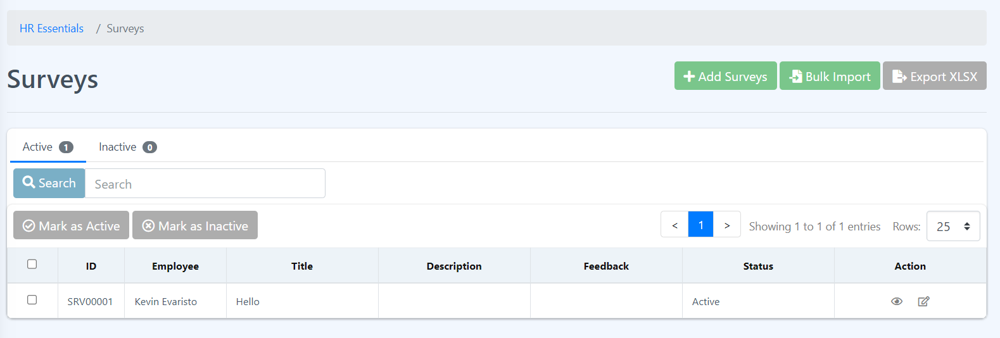 HR Essentials / Surveys
Surveys
Add Surveys Bulk Import Export XLSX
Active 1 Inactive 0
Search Search
Mark as Active Mark as Inactive < 1 > Showing 1 to 1 of 1 entries Rows: 25
ID Employee Title Description Feedback Status Action
SRV00001 Kevin Evaristo Hello Active